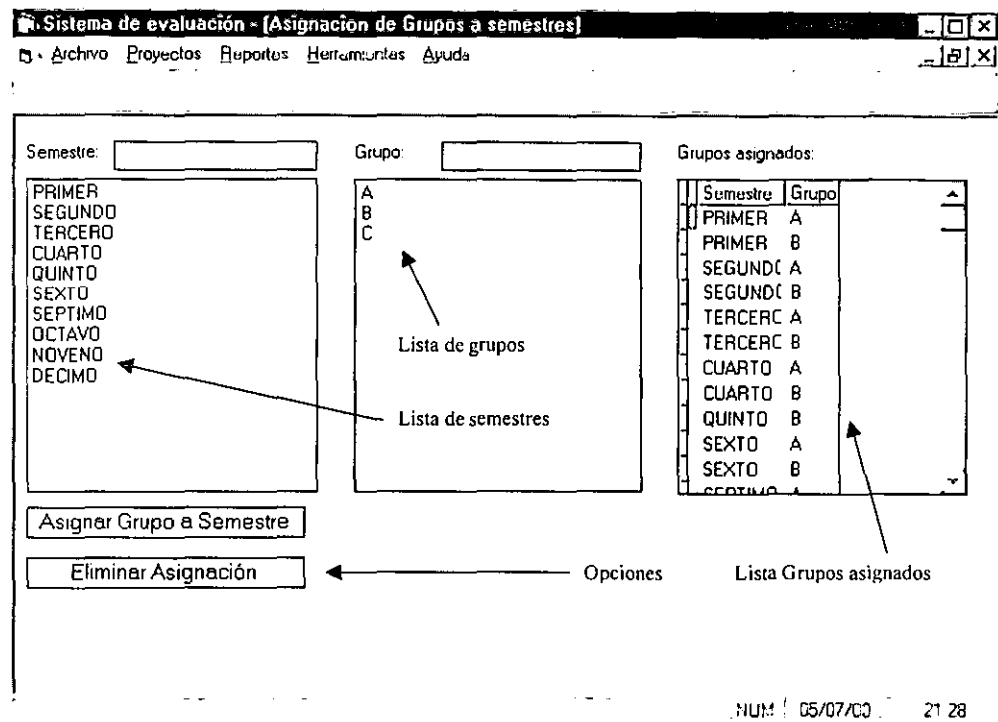 Sistema de evaluación - [Asignacion de Grupos a semestres]
Archivo Proyectos Reportes Herramientas Ayuda
Semestre:
Grupo:
Grupos asignados:
PRIMER
SEGUNDO
TERCERO
CUARTO
QUINTO
SEXTO
SEPTIMO
OCTAVO
NOVENO
DECIMO
A
B
C
Lista de grupos
Lista de semestres
Semestre Grupo
PRIMER A
PRIMER B
SEGUNDO A
SEGUNDO B
TERCERC A
TERCERC B
CUARTO A
CUARTO B
QUINTO B
SEXTO A
SEXTO B
SEPTIMO A
Asignar Grupo a Semestre
Eliminar Asignación
Opciones
Lista Grupos asignados
NUM 05/07/00 21 28